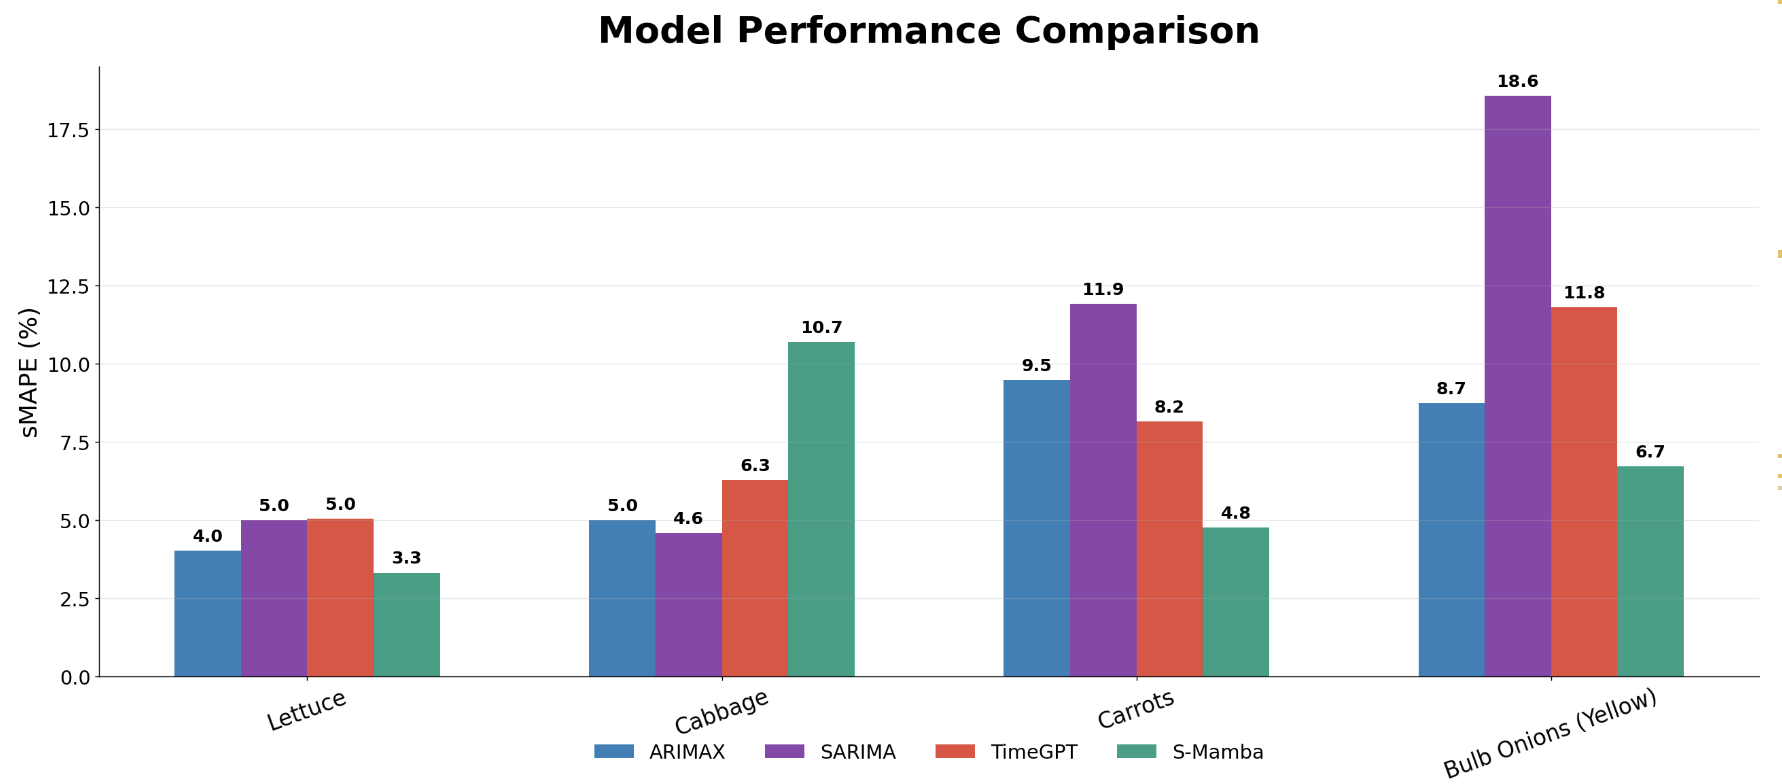 Model Performance Comparison
sMAPE (%)
17.5
15.0
12.5
10.0
7.5
5.0
2.5
0.0
4.0
5.0
5.0
3.3
5.0
4.6
6.3
10.7
9.5
11.9
8.2
4.8
8.7
18.6
11.8
6.7
Lettuce
Cabbage
Carrots
Bulb Onions (Yellow)
ARIMAX
SARIMA
TimeGPT
S-Mamba